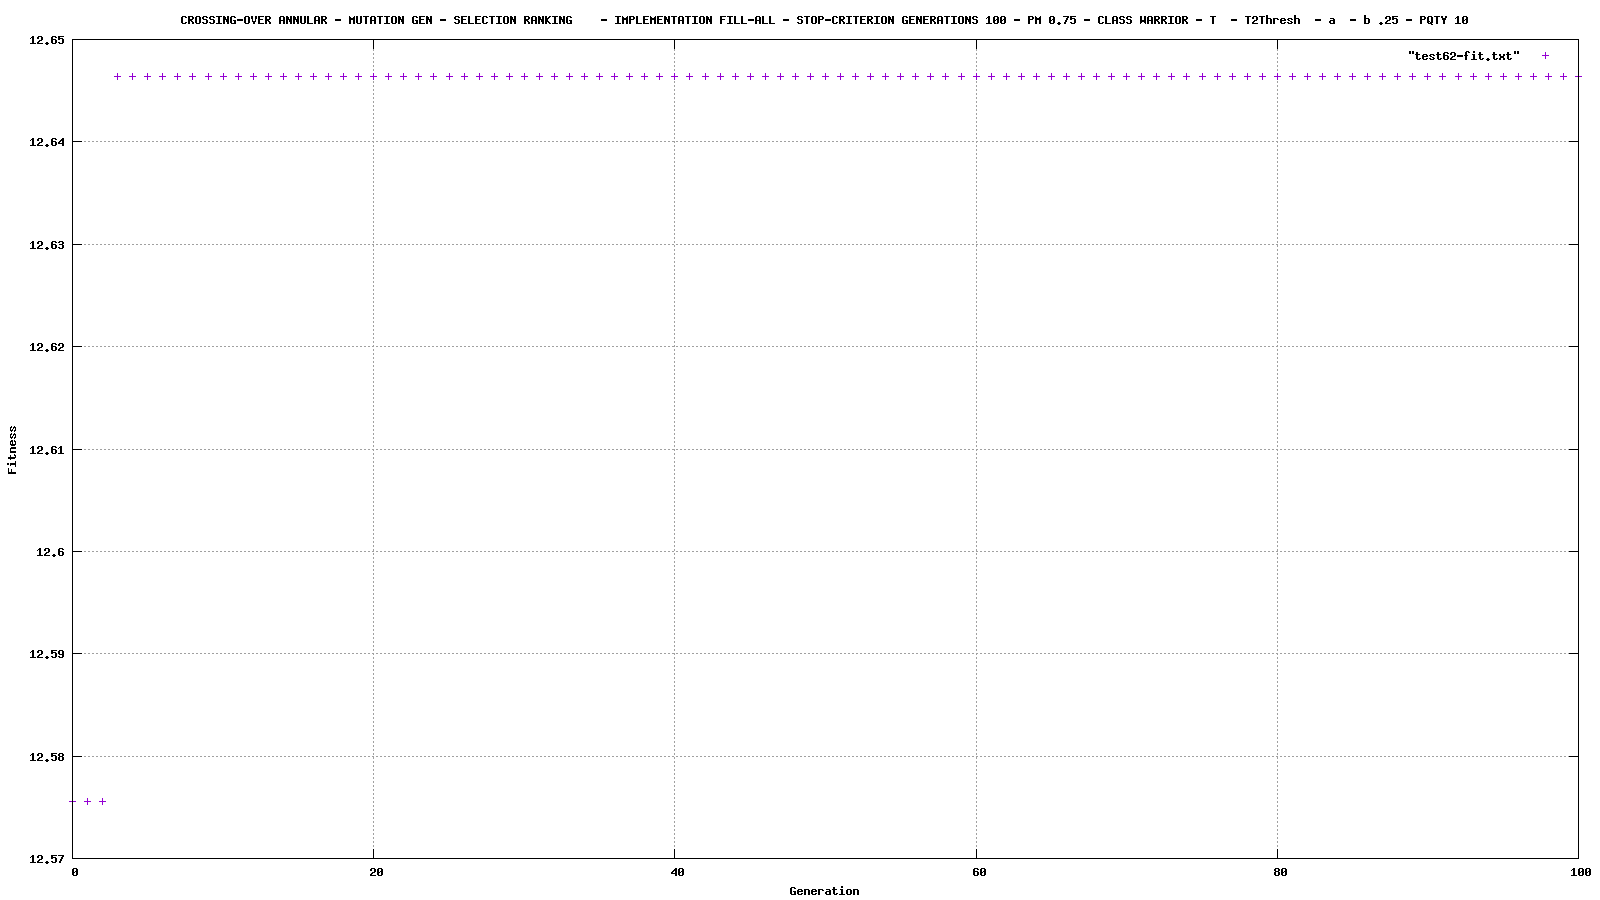 CROSSING-OVER ANNULAR - MUTATION GEN - SELECTION RANKING    - IMPLEMENTATION FILL-ALL - STOP-CRITERION GENERATIONS 100 - PM 0.75 - CLASS WARRIOR - T  - T2Thresh  - a  - b .25 - PQTY 10
"test62-fit.txt"
12.65
12.64
12.63
12.62
12.61
12.6
12.59
12.58
12.57
Fitness
0 20 40 60 80 100
Generation